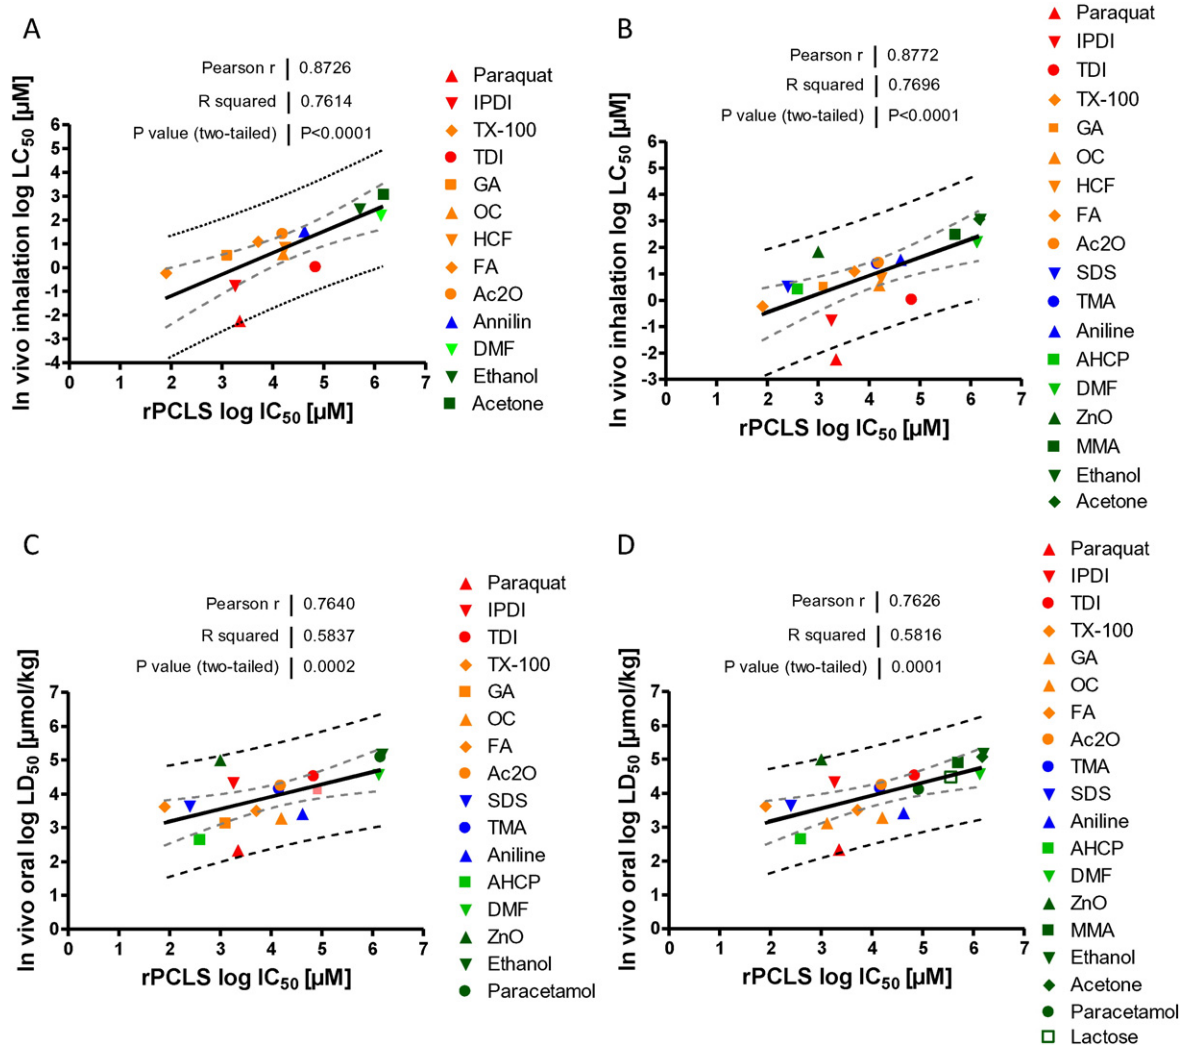 A
Pearson r 0.8726
R squared 0.7614
P value (two-tailed) P<0.0001
In vivo inhalation log LC50 [µM]
6
5
4
3
2
1
0
-1
-2
-3
-4
0 1 2 3 4 5 6 7
rPCLS log IC50 [µM]
Paraquat
IPDI
TX-100
TDI
GA
OC
HCF
FA
Ac2O
Annilin
DMF
Ethanol
Acetone
B
Pearson r 0.8772
R squared 0.7696
P value (two-tailed) P<0.0001
In vivo inhalation log LC50 [µM]
6
5
4
3
2
1
0
-1
-2
-3
0 1 2 3 4 5 6 7
rPCLS log IC50 [µM]
Paraquat
IPDI
TDI
TX-100
GA
OC
HCF
FA
Ac2O
SDS
TMA
Aniline
AHCP
DMF
ZnO
MMA
Ethanol
Acetone
C
Pearson r 0.7640
R squared 0.5837
P value (two-tailed) 0.0002
In vivo oral log LD50 [µmol/kg]
7
6
5
4
3
2
1
0
0 1 2 3 4 5 6 7
rPCLS log IC50 [µM]
Paraquat
IPDI
TDI
TX-100
GA
OC
FA
Ac2O
SDS
TMA
Aniline
AHCP
DMF
ZnO
Ethanol
Paracetamol
D
Pearson r 0.7626
R squared 0.5816
P value (two-tailed) 0.0001
In vivo oral log LD50 [µmol/kg]
7
6
5
4
3
2
1
0
0 1 2 3 4 5 6 7
rPCLS log IC50 [µM]
Paraquat
IPDI
TDI
TX-100
GA
OC
FA
Ac2O
TMA
SDS
Aniline
AHCP
DMF
ZnO
MMA
Ethanol
Acetone
Paracetamol
Lactose